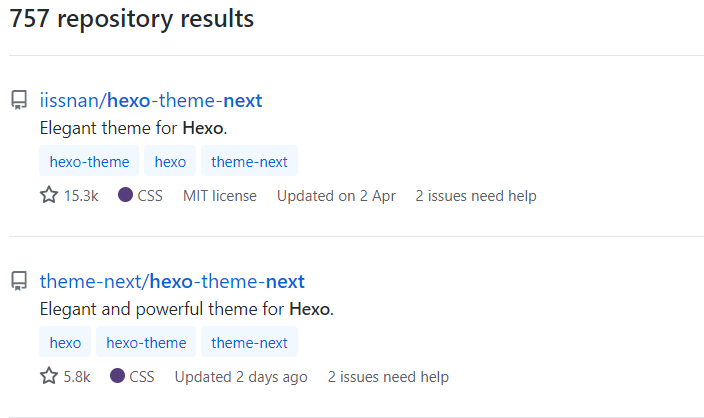 757 repository results
iissnan/hexo-theme-next
Elegant theme for Hexo.
hexo-theme hexo theme-next
15.3k CSS MIT license Updated on 2 Apr 2 issues need help
theme-next/hexo-theme-next
Elegant and powerful theme for Hexo.
hexo hexo-theme theme-next
5.8k CSS Updated 2 days ago 2 issues need help